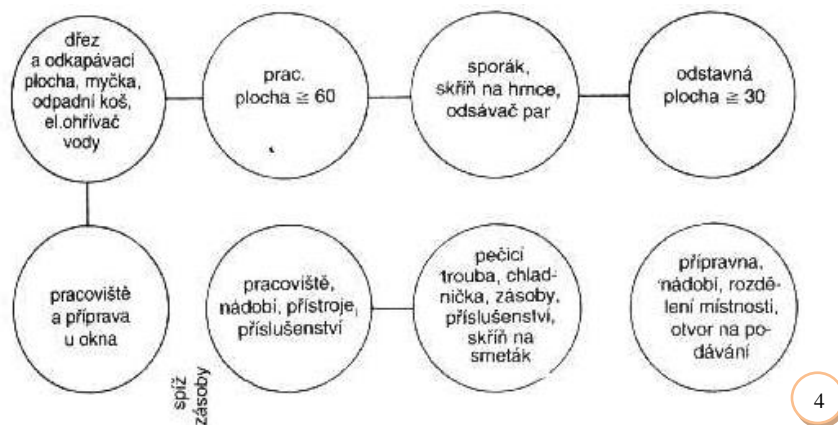 dřez
a odkapávací
plocha, myčka,
odpadní koš,
el.ohřívač
vody
prac.
plocha ≧ 60
sporák,
skříň na hrnce,
odsávač par
odstavná
plocha ≧ 30
pracoviště
a příprava
u okna
pracoviště,
nádobí, přístroje,
příslušenství
pečicí
trouba, chlad-
nička, zásoby,
příslušenství,
skříň na
smeták
přípravna,
nádobí, rozdě-
lení místností,
otvor na po-
dávání
spíž
zásoby
4